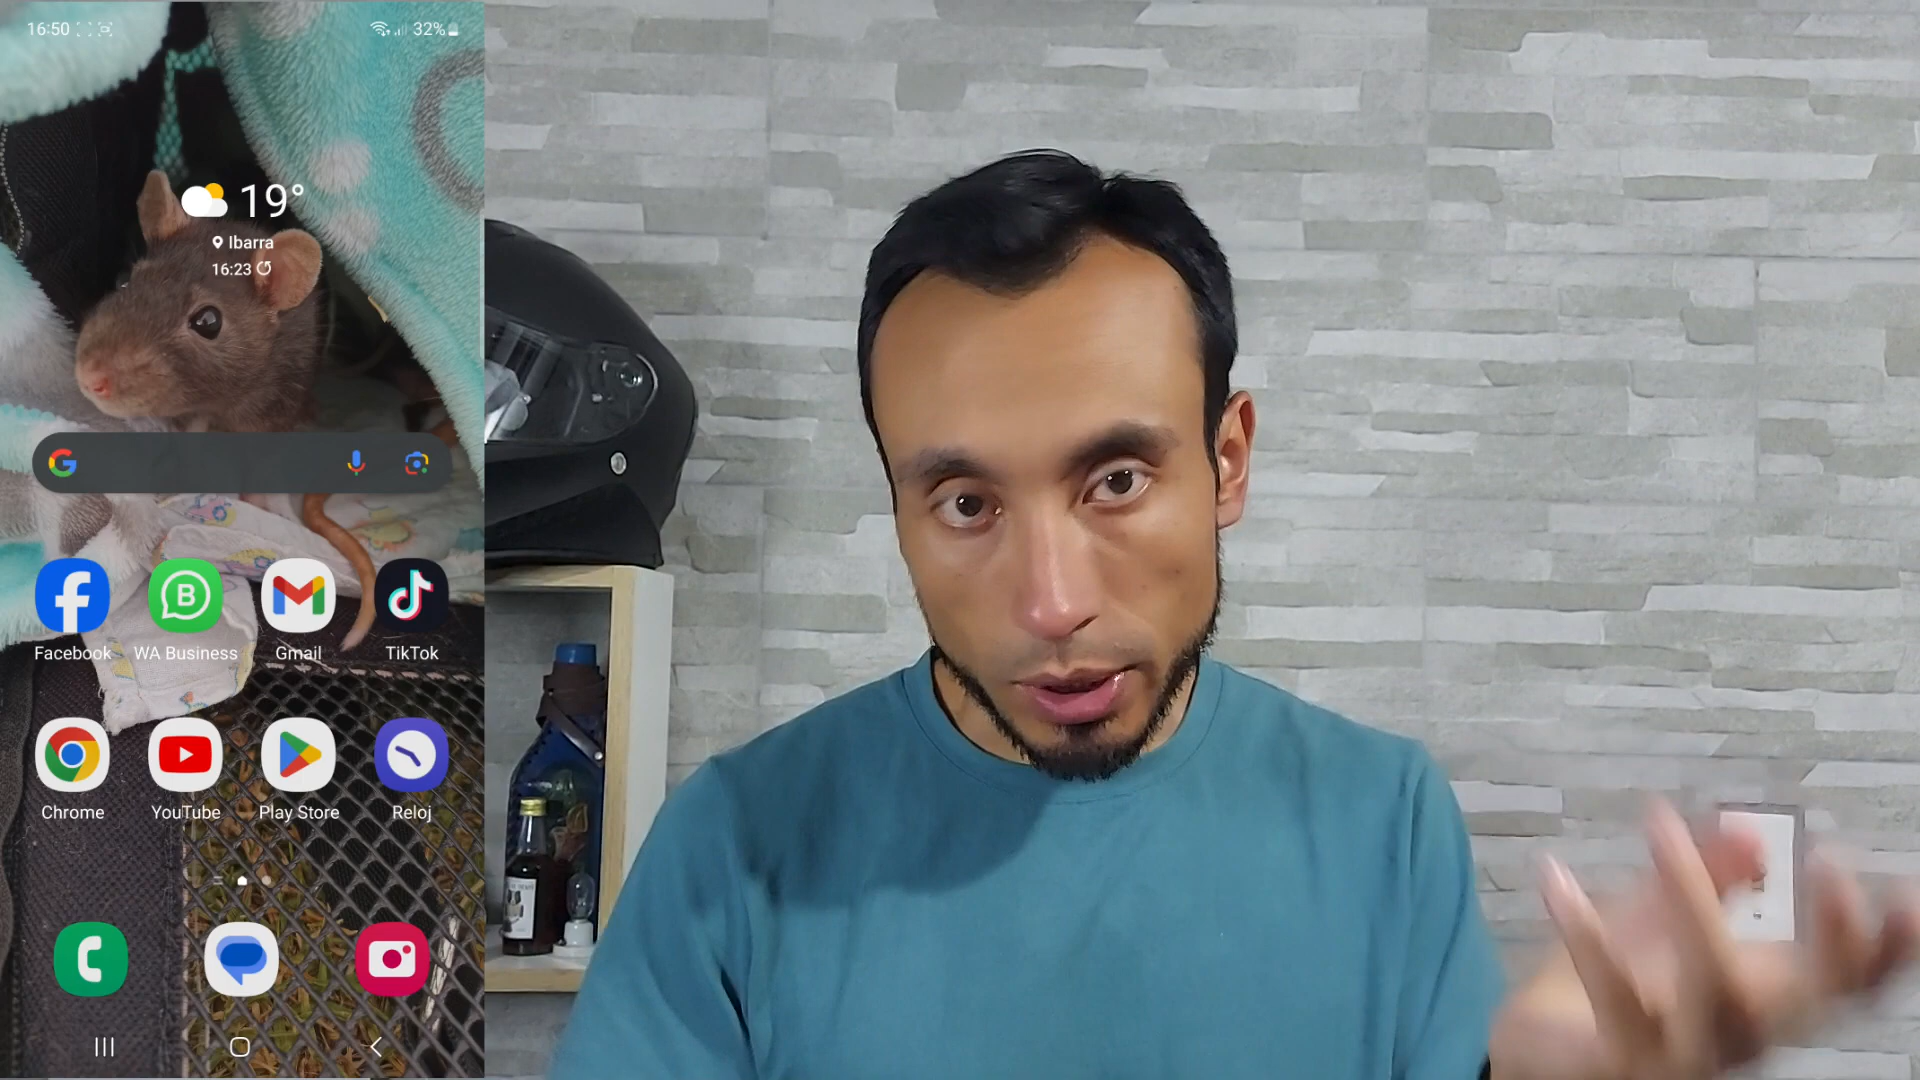 16:50
32%
19°
Ibarra
16:23
Facebook
WA Business
Gmail
TikTok
Chrome
YouTube
Play Store
Reloj